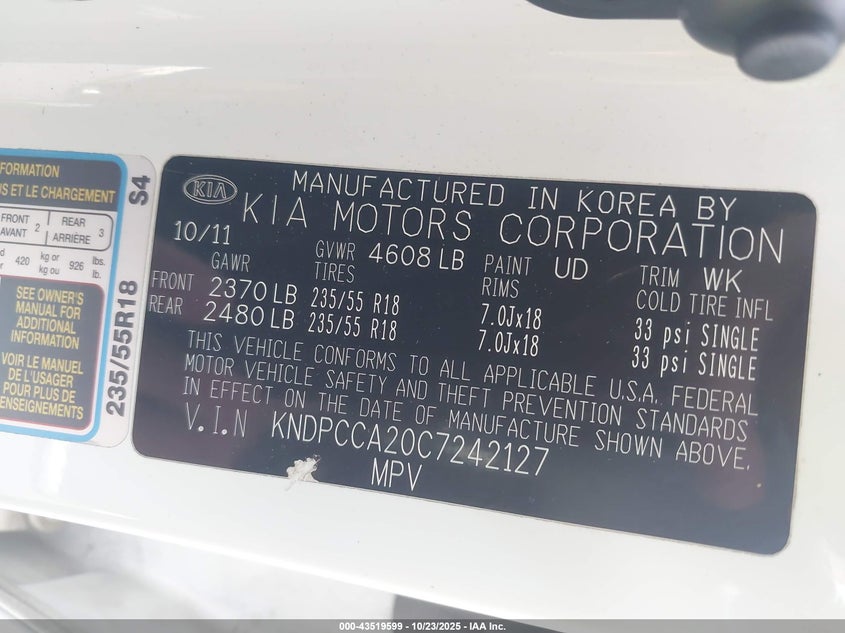 FORMATION
US ET LE CHARGEMENT
FRONT
AVANT
2
REAR
ARRIÈRE
3
420
kg or
kg ou
926
lbs.
lb.
SEE OWNER'S
MANUAL FOR
ADDITIONAL
INFORMATION
VOIR LE MANUEL
DE L'USAGER
POUR PLUS DE
RENSEIGNEMENTS
235/55R18
S4
KIA
MANUFACTURED IN KOREA BY
KIA MOTORS CORPORATION
10/11
GVWR 4608 LB
PAINT UD
TRIM WK
GAWR
TIRES
RIMS
COLD TIRE INFL
FRONT 2370 LB 235/55 R18 7.0Jx18 33 psi SINGLE
REAR 2480 LB 235/55 R18 7.0Jx18 33 psi SINGLE
THIS VEHICLE CONFORMS TO ALL APPLICABLE U.S.A. FEDERAL
MOTOR VEHICLE SAFETY AND THEFT PREVENTION STANDARDS
IN EFFECT ON THE DATE OF MANUFACTURE SHOWN ABOVE.
V.I.N KNDPCCA20C7242127
MPV
000-43519599 - 10/23/2025 - IAA Inc.